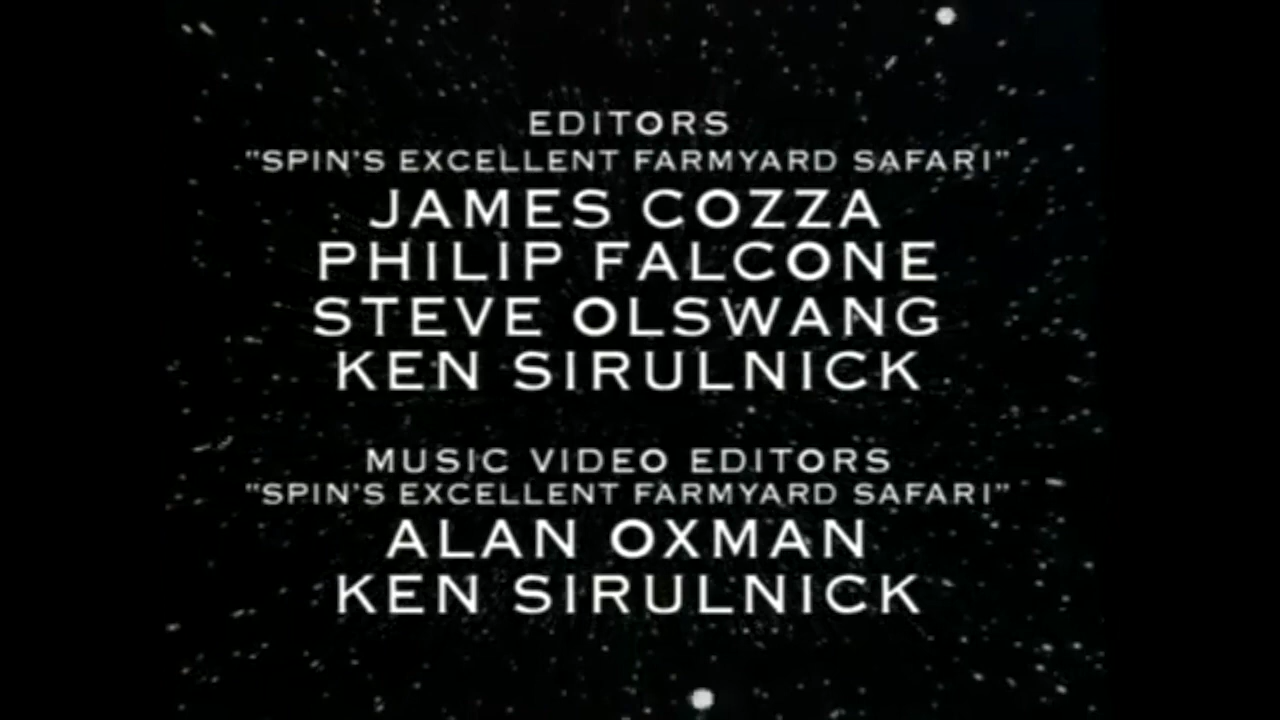 EDITORS
"SPIN'S EXCELLENT FARMYARD SAFARI"
JAMES COZZA
PHILIP FALCONE
STEVE OLSWANG
KEN SIRULNICK
MUSIC VIDEO EDITORS
"SPIN'S EXCELLENT FARMYARD SAFARI"
ALAN OXMAN
KEN SIRULNICK